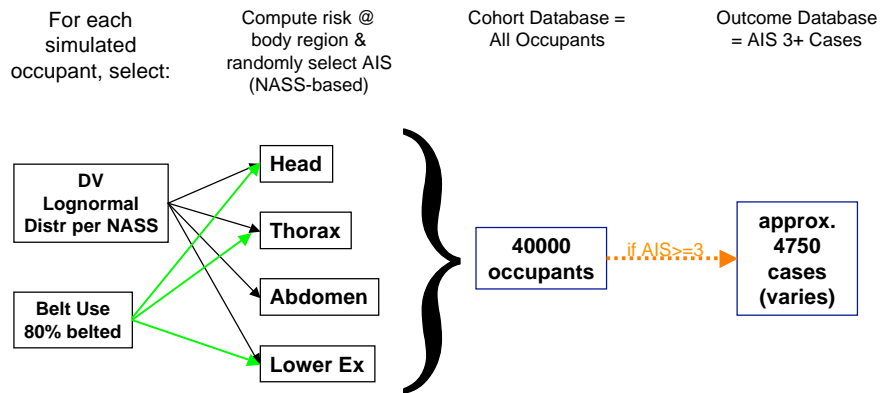 For each
simulated
occupant, select:
Compute risk @
body region &
randomly select AIS
(NASS-based)
Cohort Database =
All Occupants
Outcome Database
= AIS 3+ Cases
DV
Lognormal
Distr per NASS
Belt Use
80% belted
Head
Thorax
Abdomen
Lower Ex
40000
occupants
if AIS>=3
approx.
4750
cases
(varies)